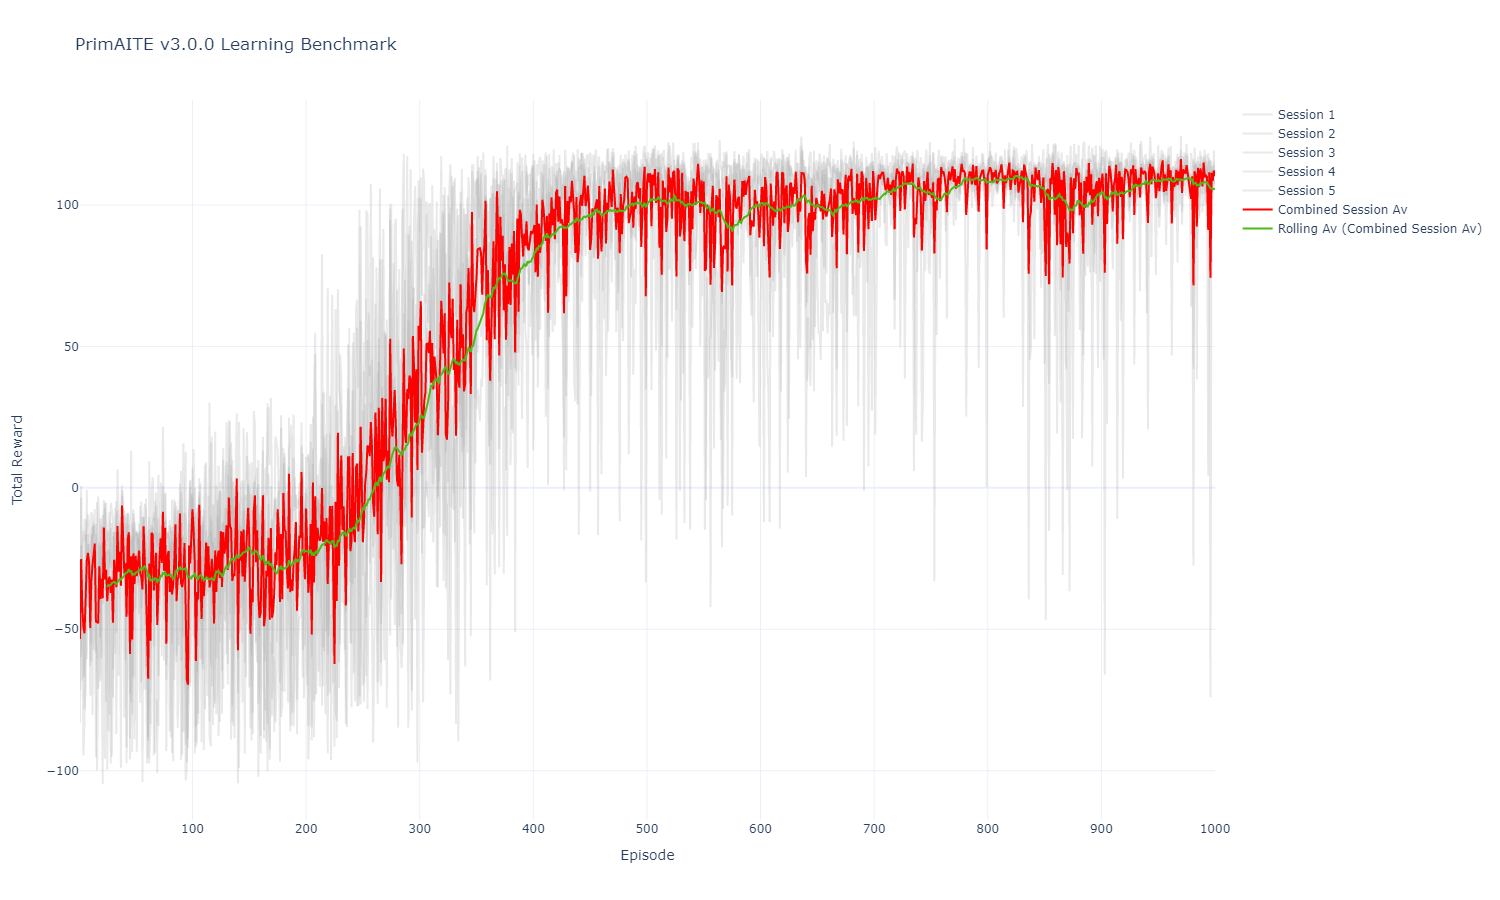 PrimAITE v3.0.0 Learning Benchmark
Session 1
Session 2
Session 3
Session 4
Session 5
Combined Session Av
Rolling Av (Combined Session Av)
Total Reward
100
50
0
−50
−100
100 200 300 400 500 600 700 800 900 1000
Episode